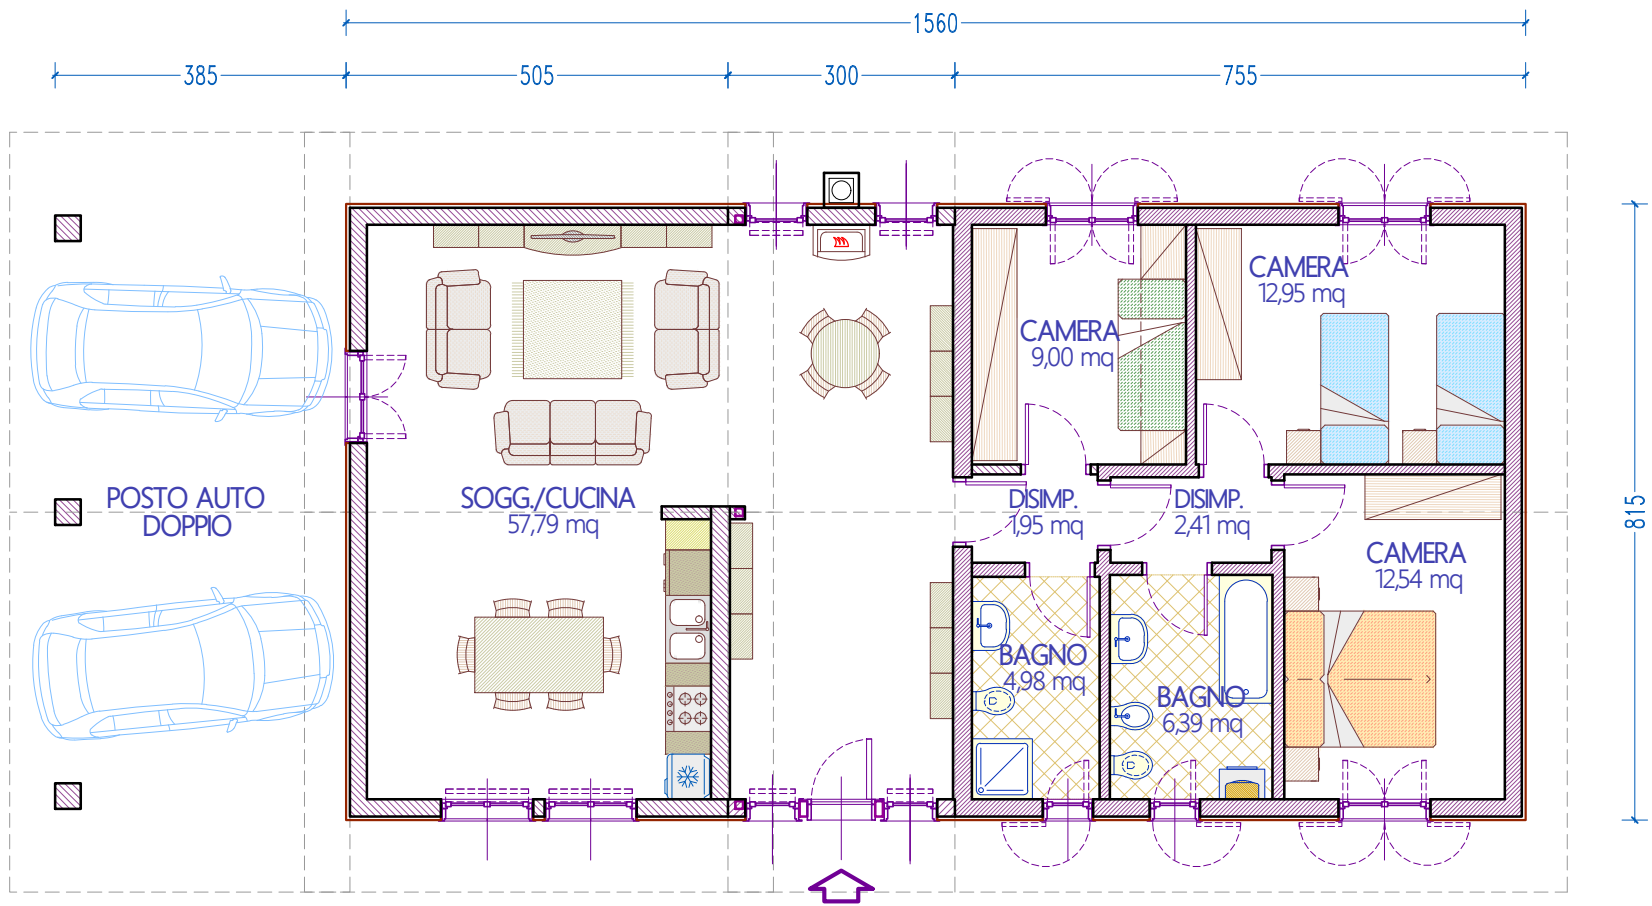 1560
385
505
300
755
CAMERA
12,95 mq
CAMERA
9,00 mq
POSTO AUTO
DOPPIO
SOGG./CUCINA
57,79 mq
DISIMP.
1,95 mq
DISIMP.
2,41 mq
815
CAMERA
12,54 mq
BAGNO
4,98 mq
BAGNO
6,39 mq